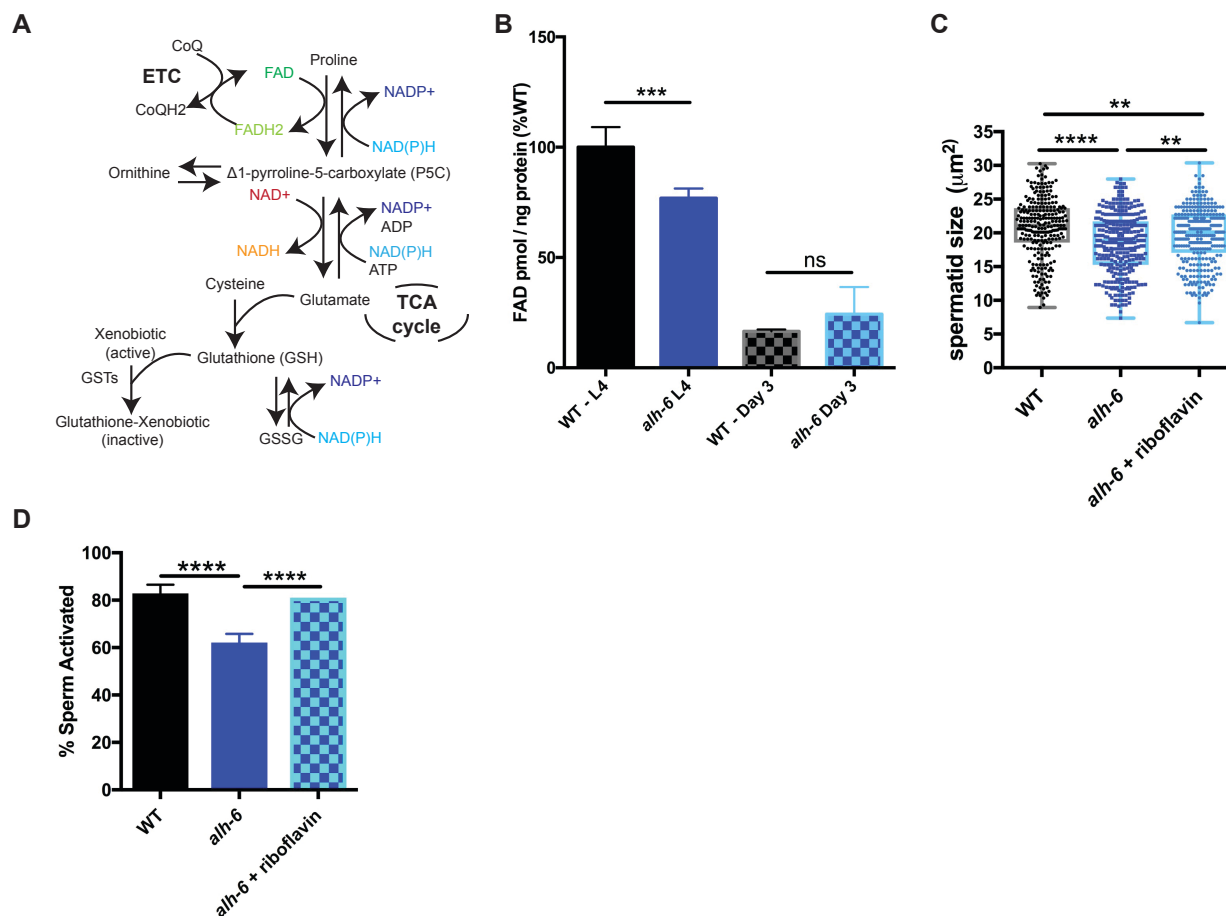 A
CoQ
ETC
FAD
Proline
NADP+
CoQH2
FADH2
NAD(P)H
Ornithine
Δ1-pyrroline-5-carboxylate (P5C)
NAD+
NADP+
ADP
NADH
NAD(P)H
ATP
Cysteine
Glutamate
TCA
cycle
Xenobiotic
(active)
Glutathione (GSH)
GSTs
NADP+
Glutathione-Xenobiotic
(inactive)
GSSG
NAD(P)H
B
FAD pmol / ng protein (%WT)
150
100
50
0
***
ns
WT - L4
alh-6 L4
WT - Day 3
alh-6 Day 3
C
spermatid size (μm²)
35
30
25
20
15
10
5
0
**
**** **
WT
alh-6
alh-6 + riboflavin
D
% Sperm Activated
100
80
60
40
20
0
**** ****
WT
alh-6
alh-6 + riboflavin